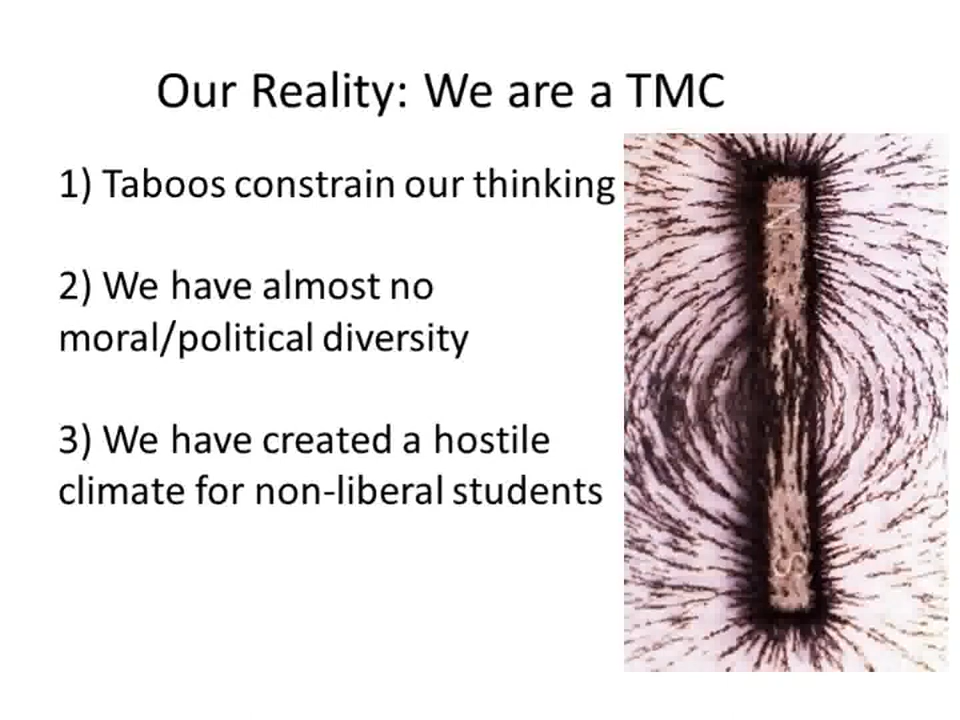 Our Reality: We are a TMC
1) Taboos constrain our thinking
2) We have almost no
moral/political diversity
3) We have created a hostile
climate for non-liberal students
N
S